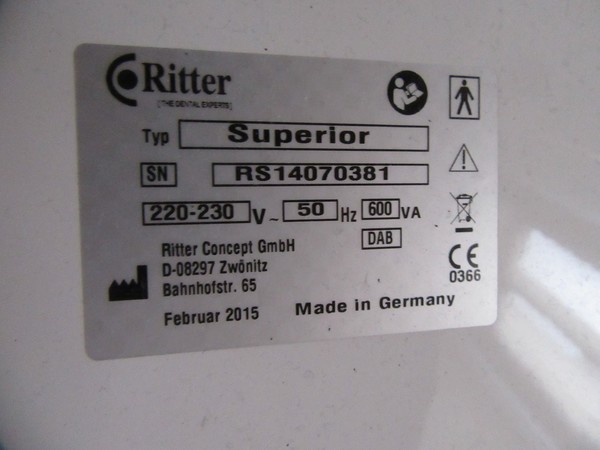 Ritter
[THE DENTAL EXPERTS]
Typ Superior
SN RS14070381
220-230 V~ 50 Hz 600 VA
DAB
Ritter Concept GmbH
D-08297 Zwönitz
Bahnhofstr. 65
Februar 2015
Made in Germany
CE
0366